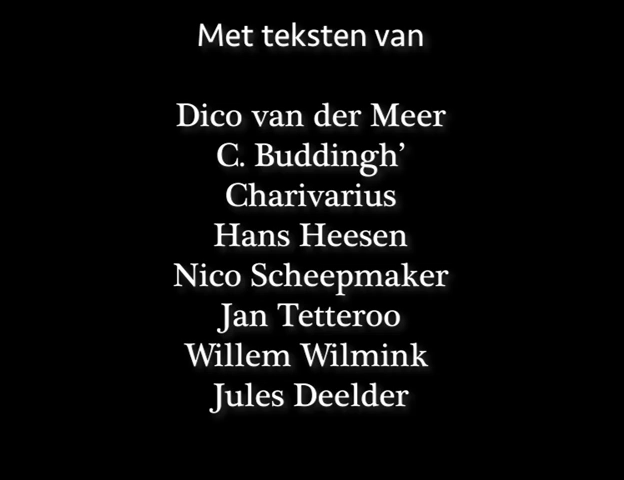 Met teksten van
Dico van der Meer
C. Buddingh’
Charivarius
Hans Heesen
Nico Scheepmaker
Jan Tetteroo
Willem Wilmink
Jules Deelder